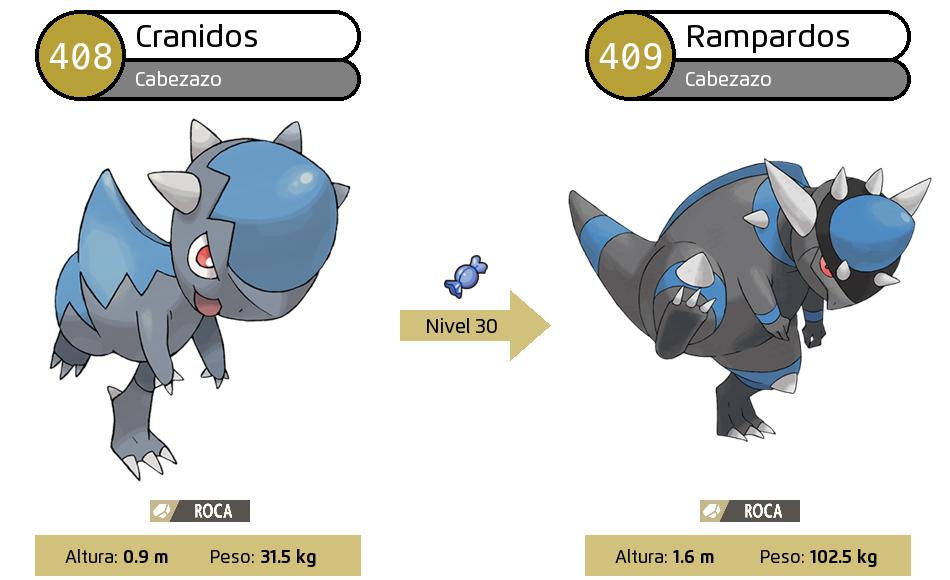 408
Cranidos
Cabezazo
409
Rampardos
Cabezazo
Nivel 30
ROCA
ROCA
Altura: 0.9 m Peso: 31.5 kg
Altura: 1.6 m Peso: 102.5 kg